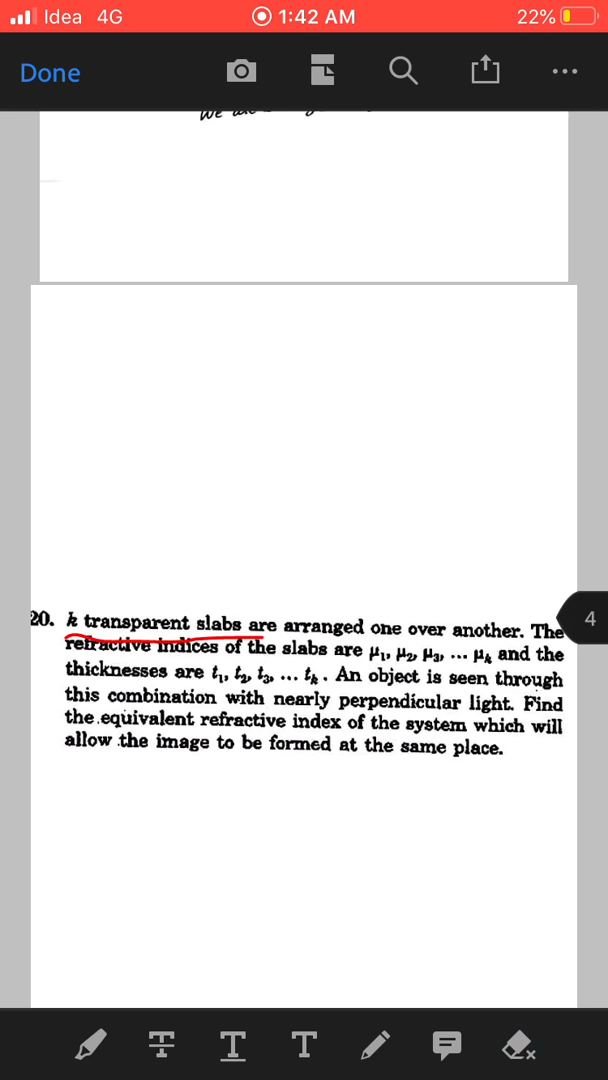 Idea 4G 1:42 AM 22%
Done
We
4
20. k transparent slabs are arranged one over another. The
refractive indices of the slabs are μ₁, μ₂, μ₃, ... μₖ and the
thicknesses are t₁, t₂, t₃, ... tₖ. An object is seen through
this combination with nearly perpendicular light. Find
the equivalent refractive index of the system which will
allow the image to be formed at the same place.
T T T